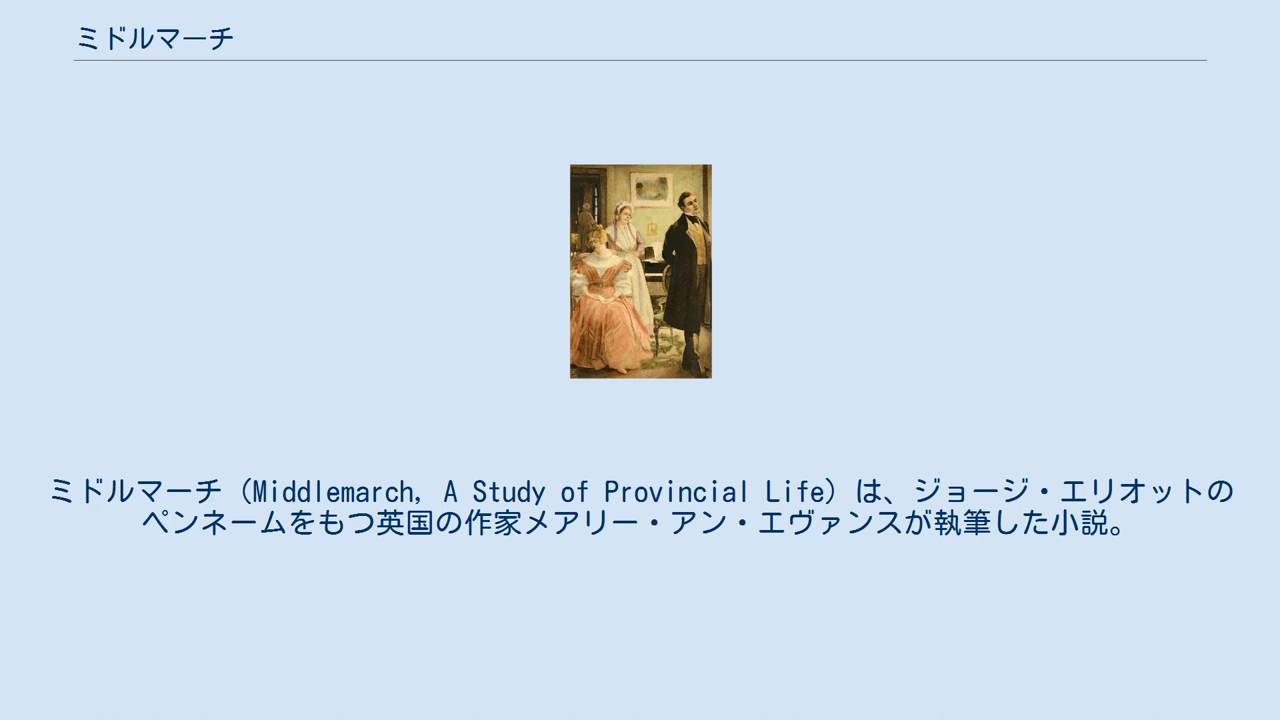 ミドルマーチ
ミドルマーチ（Middlemarch, A Study of Provincial Life）は、ジョージ・エリオットの
ペンネームをもつ英国の作家メアリー・アン・エヴァンスが執筆した小説。